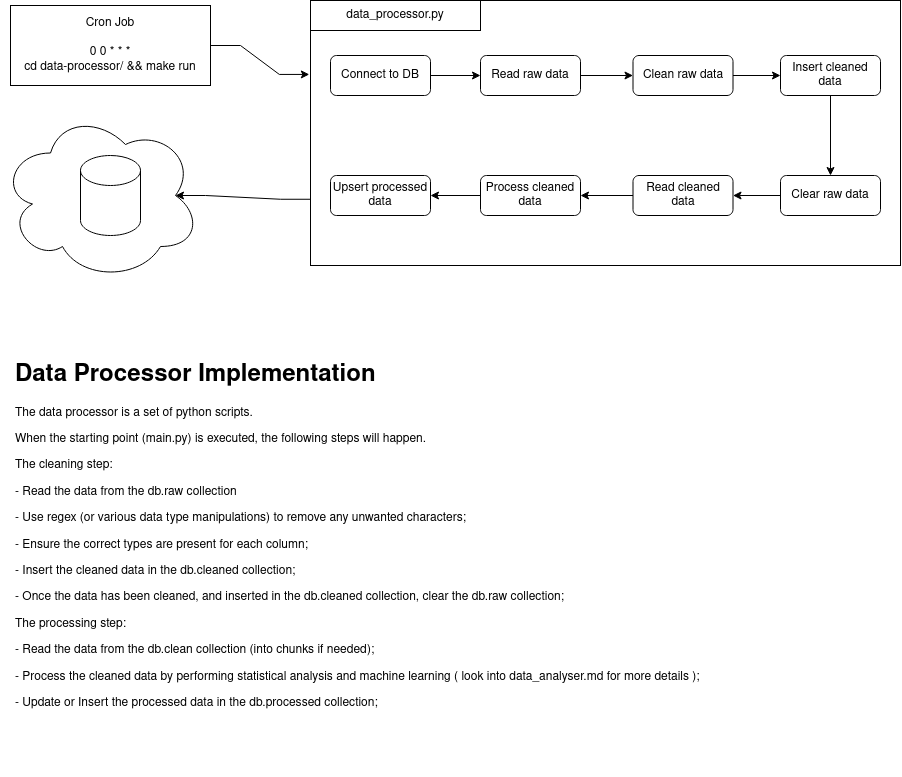 Cron Job
0 0 * * *
cd data-processor/ && make run
data_processor.py
Connect to DB
Read raw data
Clean raw data
Insert cleaned
data
Upsert processed
data
Process cleaned
data
Read cleaned
data
Clear raw data
Data Processor Implementation
The data processor is a set of python scripts.
When the starting point (main.py) is executed, the following steps will happen.
The cleaning step:
- Read the data from the db.raw collection
- Use regex (or various data type manipulations) to remove any unwanted characters;
- Ensure the correct types are present for each column;
- Insert the cleaned data in the db.cleaned collection;
- Once the data has been cleaned, and inserted in the db.cleaned collection, clear the db.raw collection;
The processing step:
- Read the data from the db.clean collection (into chunks if needed);
- Process the cleaned data by performing statistical analysis and machine learning ( look into data_analyser.md for more details );
- Update or Insert the processed data in the db.processed collection;